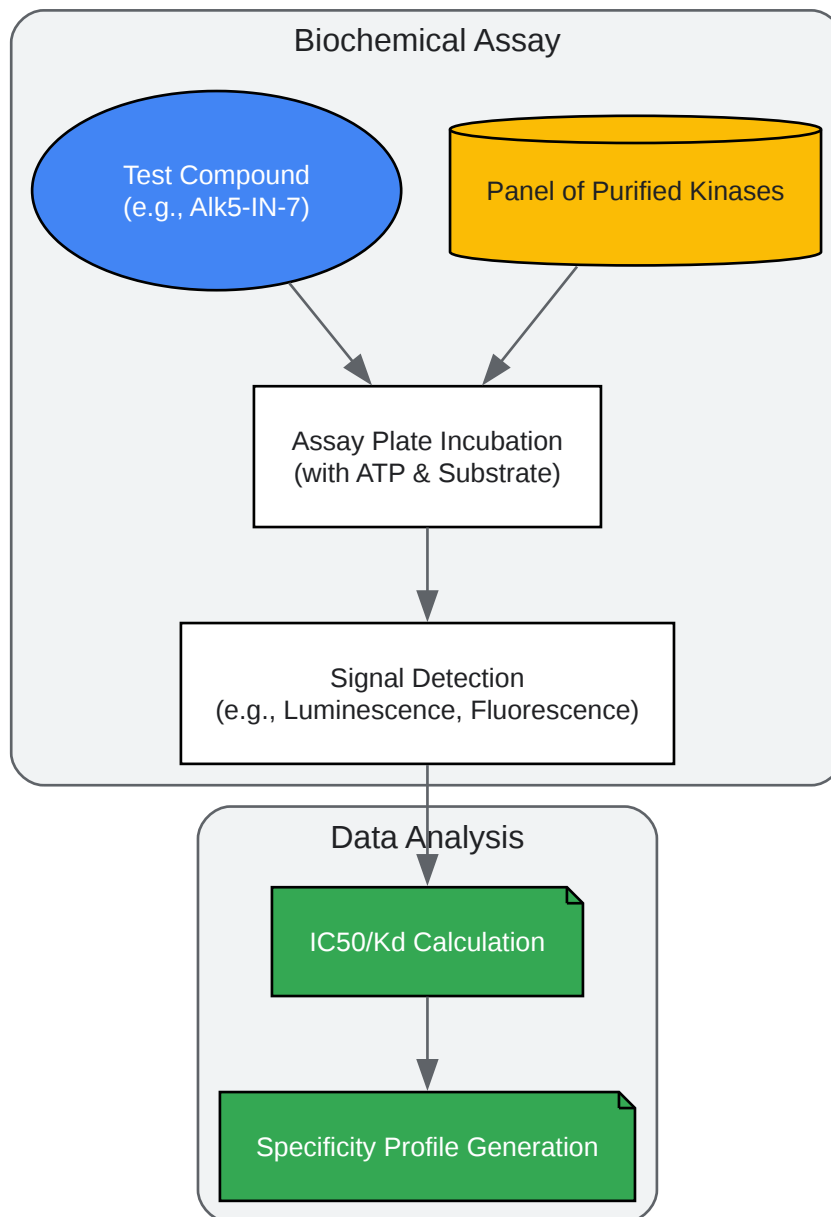 Biochemical Assay
Test Compound
(e.g., Alk5-IN-7)
Panel of Purified Kinases
Assay Plate Incubation
(with ATP & Substrate)
Signal Detection
(e.g., Luminescence, Fluorescence)
Data Analysis
IC50/Kd Calculation
Specificity Profile Generation